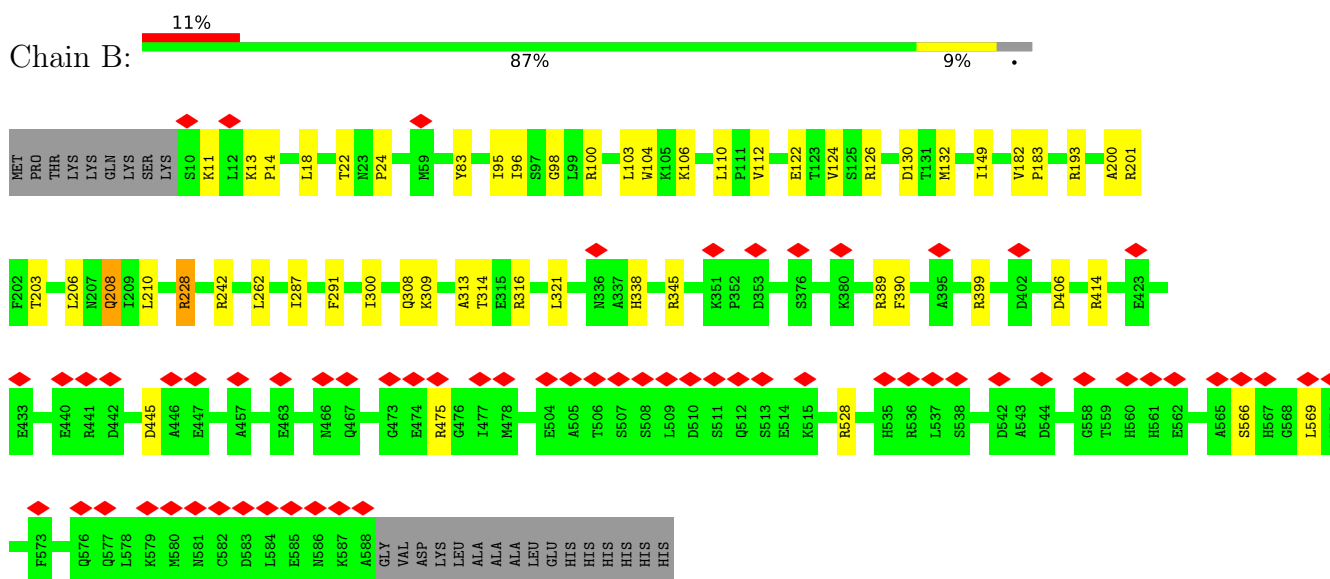 11%
Chain B:
87% 9% •
MET PRO THR LYS LYS GLN LYS SER LYS S10 K11 L12 K13 P14 L18 T22 N23 P24 M59 Y83 I95 I96 S97 G98 L99 R100 L103 W104 K105 K106 L110 P111 V112 E122 T123 V124 S125 R126 D130 T131 M132 I149 V182 P183 R193 A200 R201
F202 T203 L206 N207 Q208 I209 L210 R228 R242 L262 I287 F291 I300 Q308 K309 A313 T314 E315 R316 L321 N336 A337 H338 R345 K351 P352 D353 S376 K380 R389 F390 A395 R399 D402 D406 R414 E423
E433 E440 R441 D442 D445 A446 E447 A457 E463 N466 Q467 G473 E474 R475 G476 I477 M478 E504 A505 T506 S507 S508 L509 D510 S511 Q512 S513 E514 K515 R528 H535 R536 L537 S538 D542 A543 D544 G558 T559 H560 H561 E562 A565 S566 H567 G568 L569
F573 Q576 Q577 L578 K579 M580 N581 C582 D583 L584 E585 N586 K587 A588 GLY VAL ASP LYS LEU ALA ALA ALA LEU GLU HIS HIS HIS HIS HIS HIS